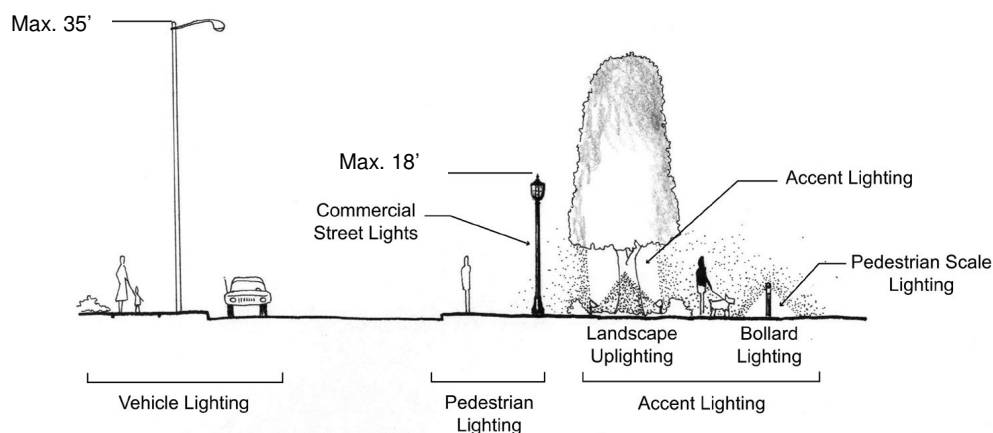 Max. 35’
Max. 18’
Commercial
Street Lights
Accent Lighting
Pedestrian Scale
Lighting
Landscape
Uplighting
Bollard
Lighting
Vehicle Lighting
Pedestrian
Lighting
Accent Lighting